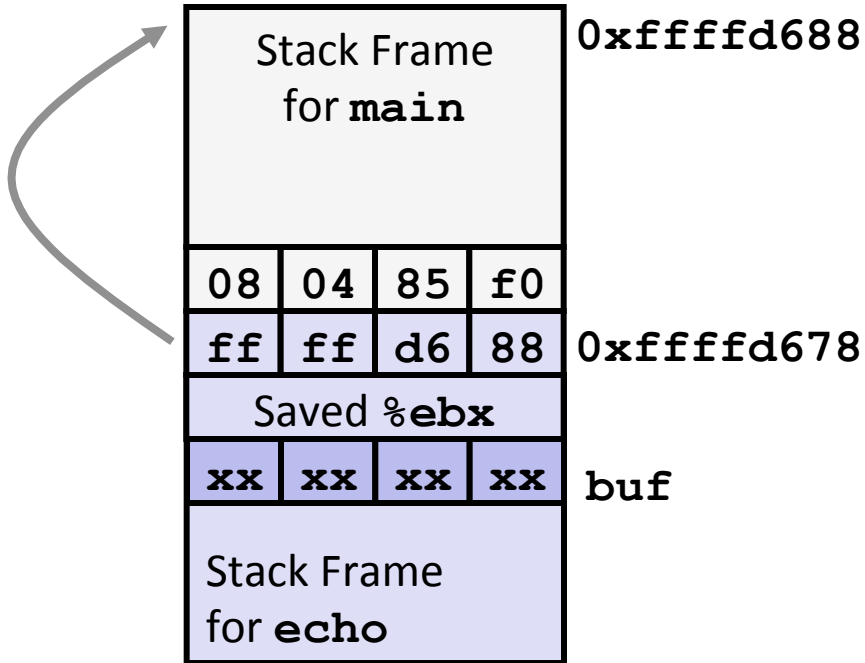 Stack Frame
for main
0xffffd688
08 04 85 f0
ff ff d6 88
0xffffd678
Saved %ebx
xx xx xx xx
buf
Stack Frame
for echo